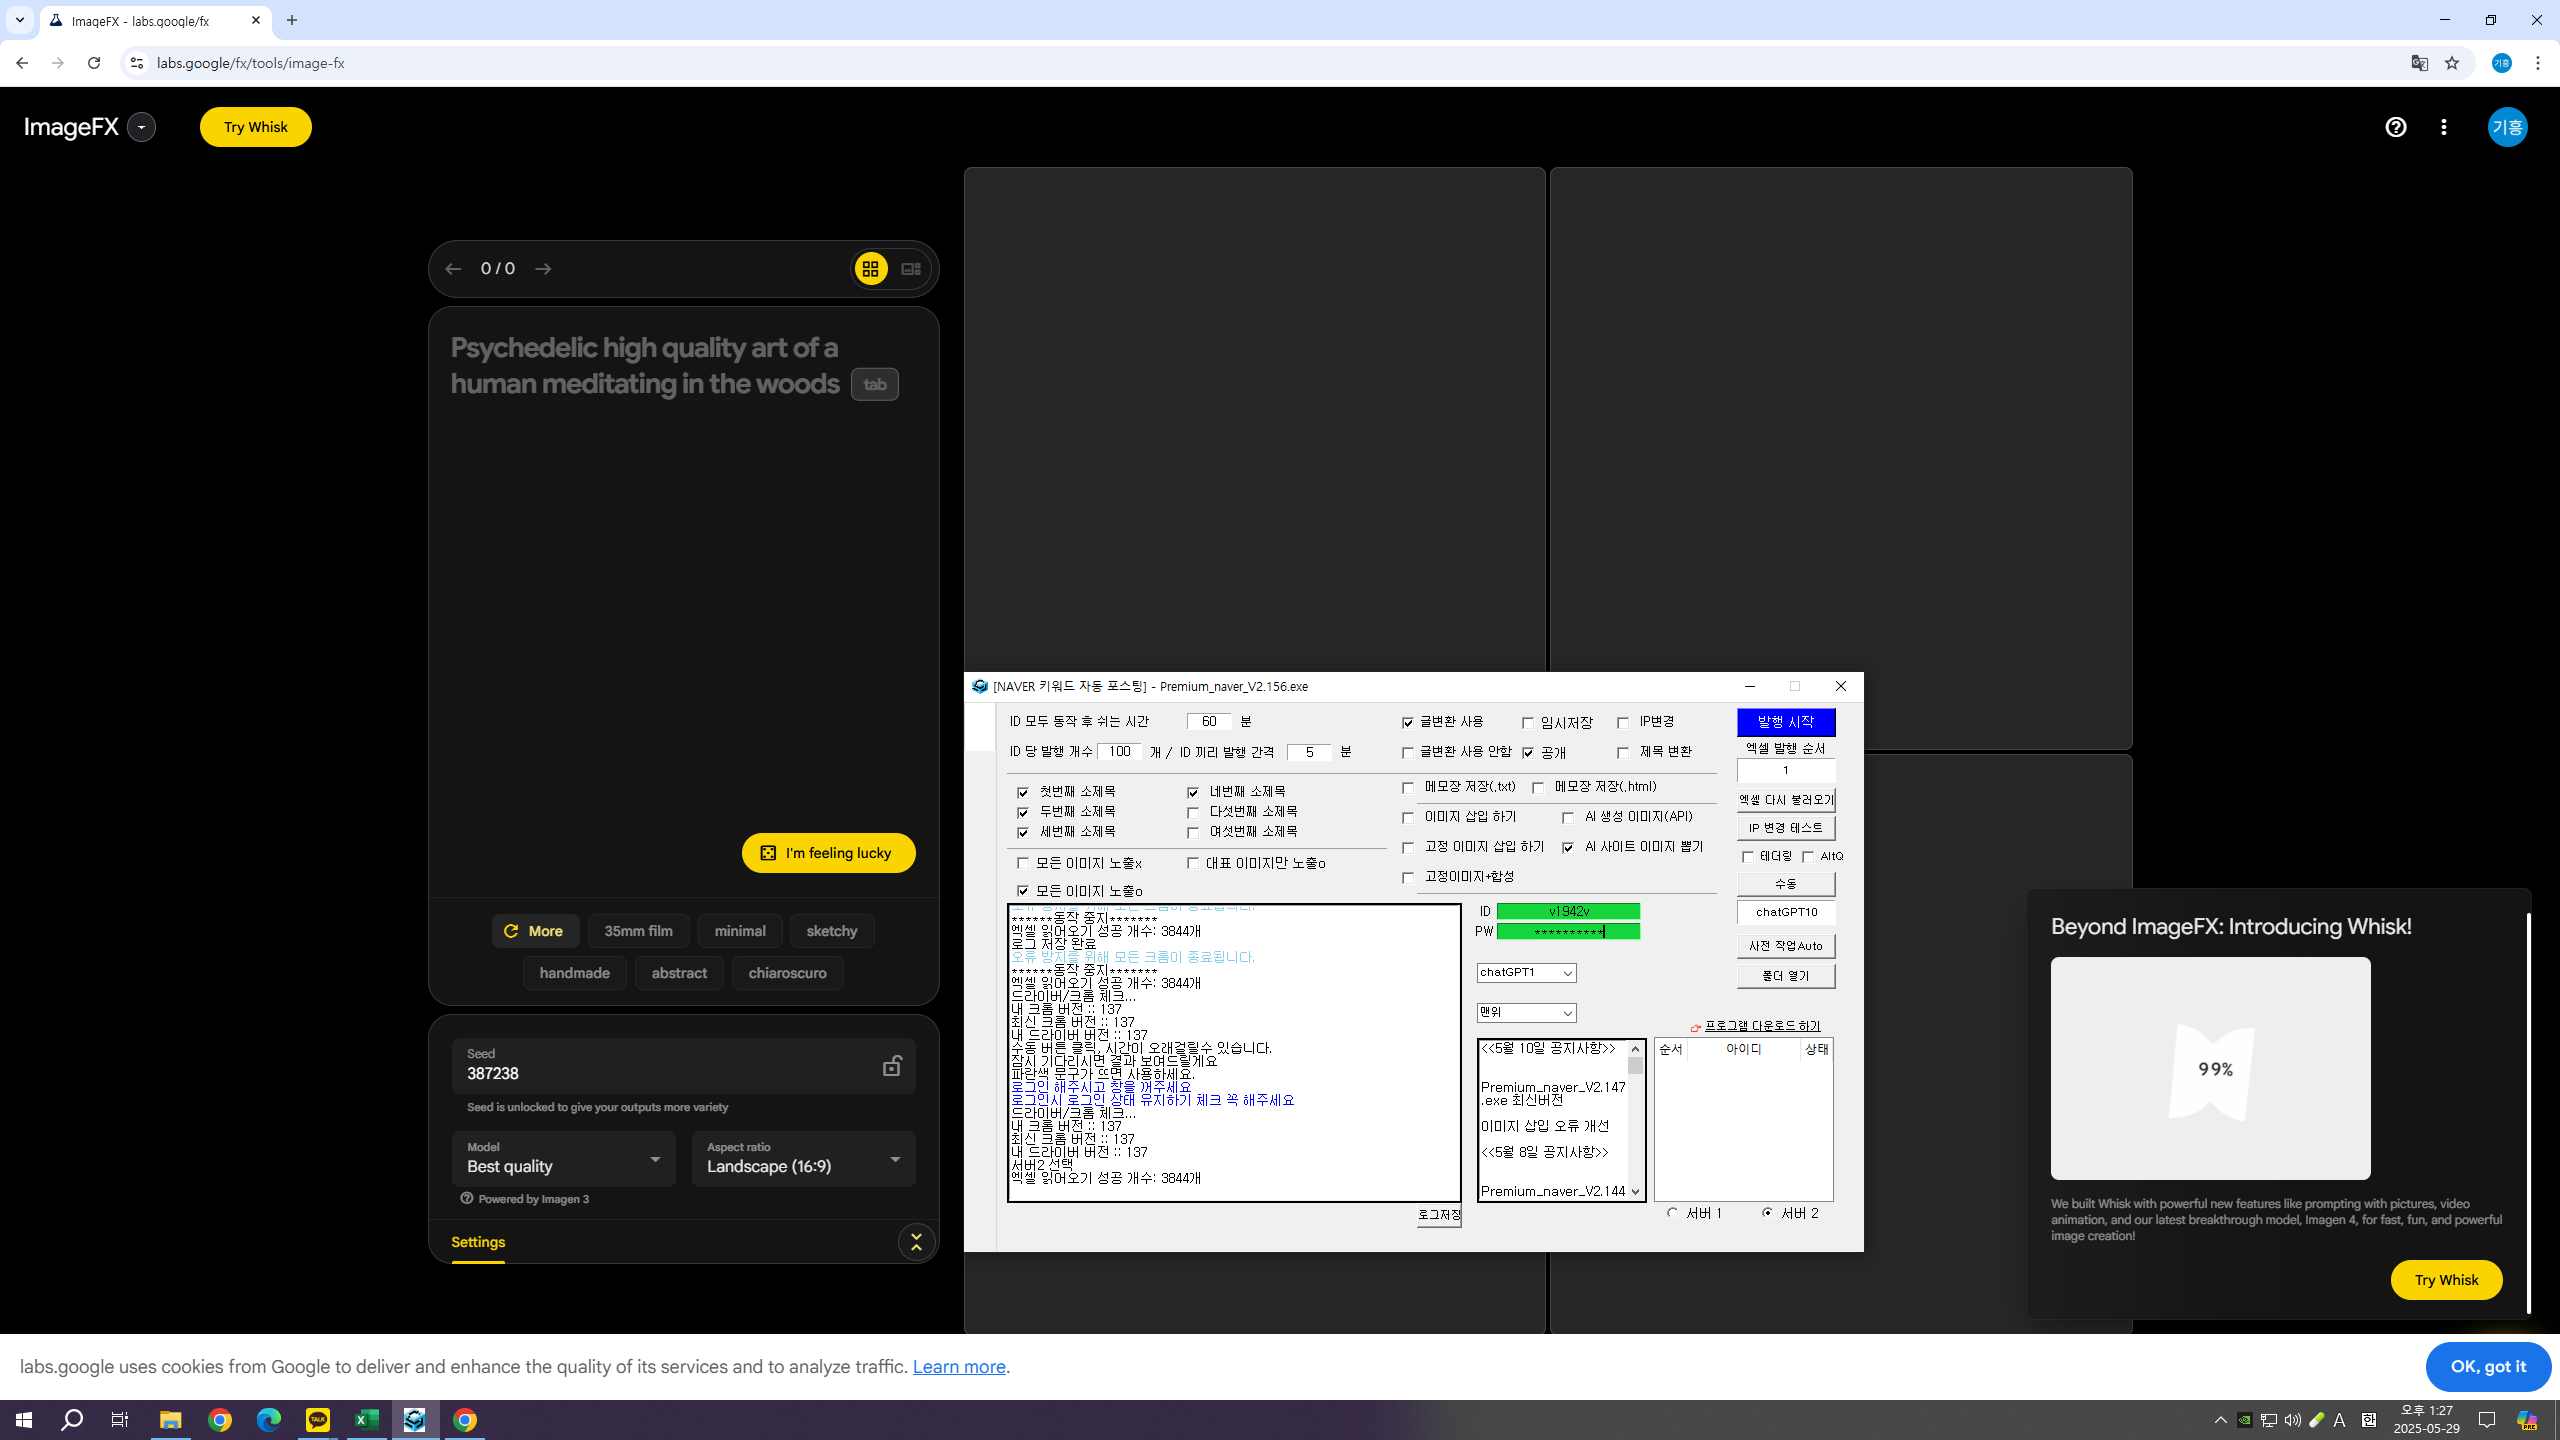 ImageFX - labs.google/fx
labs.google/fx/tools/image-fx
기흥
ImageFX
Try Whisk
기흥
0 / 0
Psychedelic high quality art of a
human meditating in the woods tab
I'm feeling lucky
More
35mm film
minimal
sketchy
handmade
abstract
chiaroscuro
Seed
387238
Seed is unlocked to give your outputs more variety
Model
Best quality
Aspect ratio
Landscape (16:9)
Powered by Imagen 3
Settings
[NAVER 키워드 자동 포스팅] - Premium_naver_V2.156.exe
ID 모두 동작 후 쉬는 시간 60 분
ID 당 발행 개수 100 개 / ID 끼리 발행 간격 5 분
글변환 사용
임시저장
IP변경
글변환 사용 안함
공개
제목 변환
발행 시작
엑셀 발행 순서
1
엑셀 다시 불러오기
IP 변경 테스트
테더링
AltQ
수동
chatGPT10
사전 작업Auto
폴더 열기
첫번째 소제목
네번째 소제목
두번째 소제목
다섯번째 소제목
세번째 소제목
여섯번째 소제목
모든 이미지 노출x
대표 이미지만 노출o
모든 이미지 노출o
메모장 저장(.txt)
메모장 저장(.html)
이미지 삽입 하기
AI 생성 이미지(API)
고정 이미지 삽입 하기
AI 사이트 이미지 뽑기
고정이미지+합성
오류 방지를 위해 모든 크롬이 종료됩니다.
******동작 중지*******
엑셀 읽어오기 성공 개수: 3844개
로그 저장 완료
오류 방지를 위해 모든 크롬이 종료됩니다.
******동작 중지*******
엑셀 읽어오기 성공 개수: 3844개
드라이버/크롬 체크...
내 크롬 버전 :: 137
최신 크롬 버전 :: 137
내 드라이버 버전 :: 137
수동 버튼 클릭, 시간이 오래걸릴수 있습니다.
잠시 기다리시면 결과 보여드릴게요
파란색 문구가 뜨면 사용하세요.
로그인 해주시고 창을 꺼주세요
로그인시 로그인 상태 유지하기 체크 꼭 해주세요
드라이버/크롬 체크...
내 크롬 버전 :: 137
최신 크롬 버전 :: 137
내 드라이버 버전 :: 137
서버2 선택
엑셀 읽어오기 성공 개수: 3844개
로그저장
ID v1942v
PW **********
chatGPT1
맨위
프로그램 다운로드 하기
<<5월 10일 공지사항>>
Premium_naver_V2.147
.exe 최신버전
이미지 삽입 오류 개선
<<5월 8일 공지사항>>
Premium_naver_V2.144
순서 아이디 상태
서버 1
서버 2
Beyond ImageFX: Introducing Whisk!
99%
We built Whisk with powerful new features like prompting with pictures, video
animation, and our latest breakthrough model, Imagen 4, for fast, fun, and powerful
image creation!
Try Whisk
labs.google uses cookies from Google to deliver and enhance the quality of its services and to analyze traffic. Learn more.
OK, got it
TALK
A
한
오후 1:27
2025-05-29
PRE